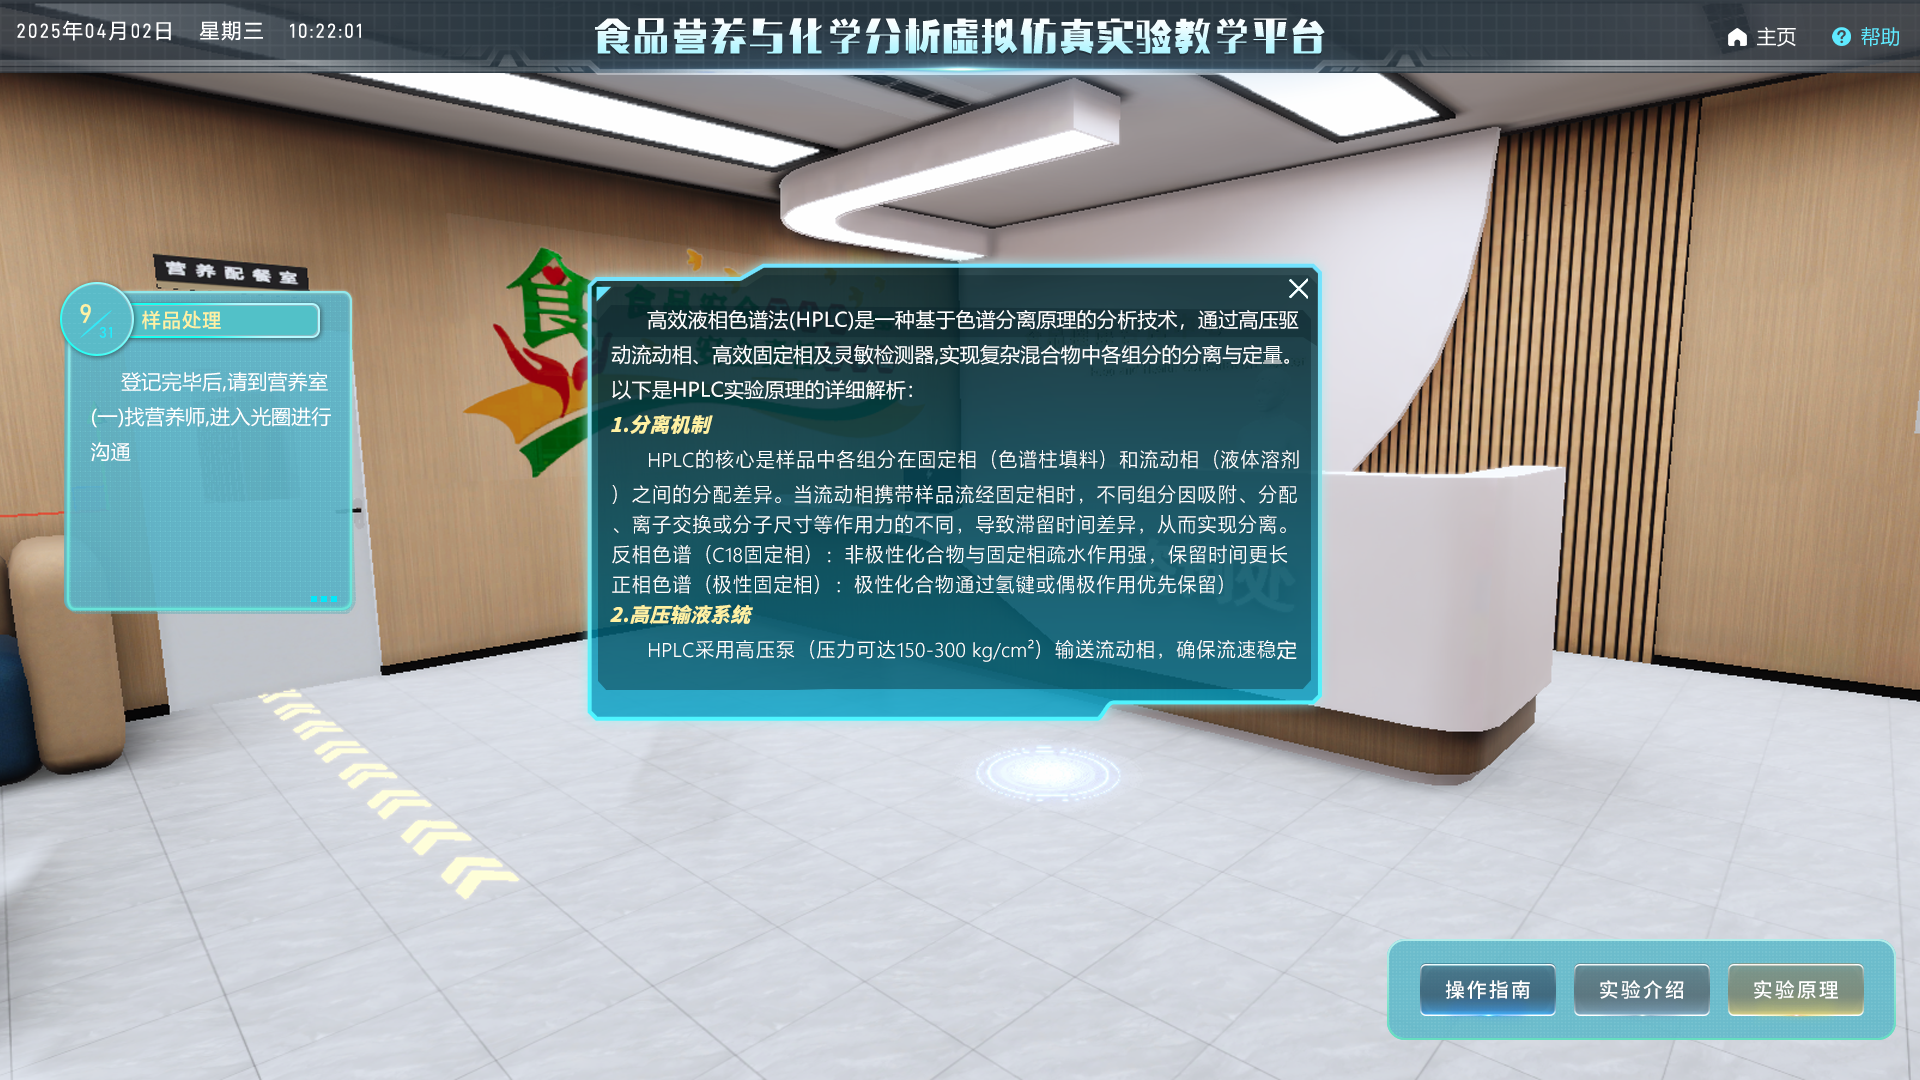 2025年04月02日 星期三 10:22:01
食品营养与化学分析虚拟仿真实验教学平台
主页
帮助
营养配餐室
9/31
样品处理
登记完毕后,请到营养室
(一)找营养师,进入光圈进行
沟通
食
高效液相色谱法(HPLC)是一种基于色谱分离原理的分析技术，通过高压驱
动流动相、高效固定相及灵敏检测器,实现复杂混合物中各组分的分离与定量。
以下是HPLC实验原理的详细解析：
1.分离机制
HPLC的核心是样品中各组分在固定相（色谱柱填料）和流动相（液体溶剂
）之间的分配差异。当流动相携带样品流经固定相时，不同组分因吸附、分配
、离子交换或分子尺寸等作用力的不同，导致滞留时间差异，从而实现分离。
反相色谱（C18固定相）：非极性化合物与固定相疏水作用强，保留时间更长
正相色谱（极性固定相）：极性化合物通过氢键或偶极作用优先保留）
2.高压输液系统
HPLC采用高压泵（压力可达150-300 kg/cm²）输送流动相，确保流速稳定
操作指南
实验介绍
实验原理